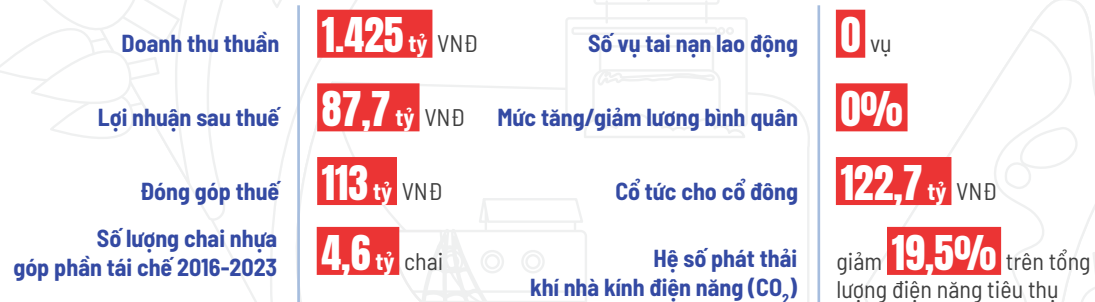 Doanh thu thuần 1.425 tỷ VNĐ
Số vụ tai nạn lao động 0 vụ
Lợi nhuận sau thuế 87,7 tỷ VNĐ
Mức tăng/giảm lương bình quân 0%
Đóng góp thuế 113 tỷ VNĐ
Cổ tức cho cổ đông 122,7 tỷ VNĐ
Số lượng chai nhựa
góp phần tái chế 2016-2023
4,6 tỷ chai
Hệ số phát thải
khí nhà kính điện năng (CO₂)
giảm 19,5% trên tổng
lượng điện năng tiêu thụ